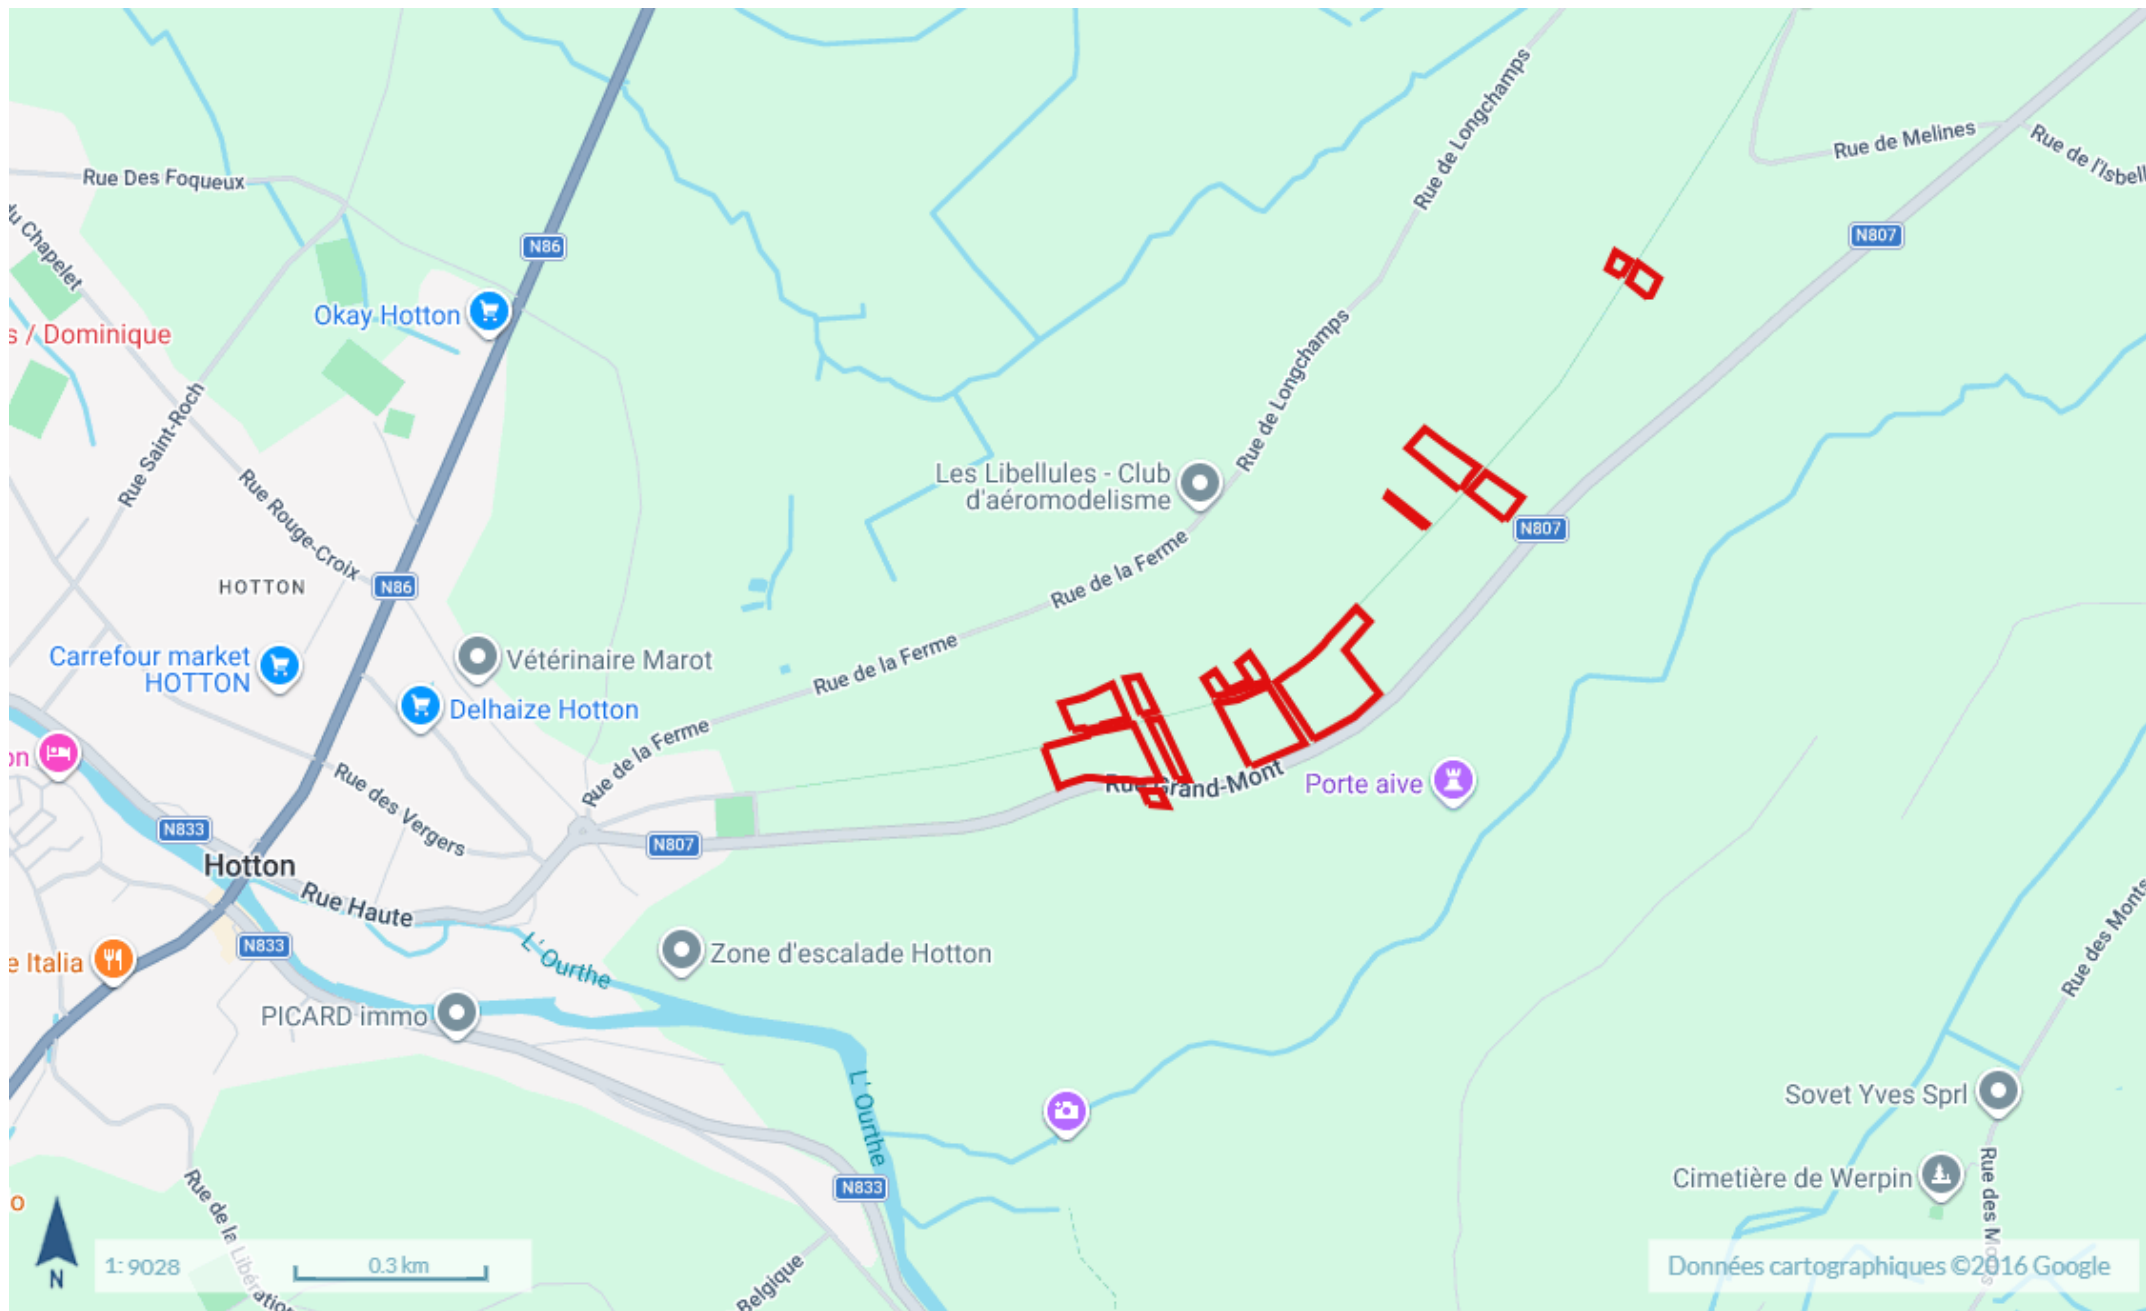 Rue de Longchamps
Rue de Melines
Rue de l'Isbell
Rue Des Foqueux
du Chapelet
N86
N807
Okay Hotton
s / Dominique
Rue de Longchamps
Rue Saint-Roch
Les Libellules - Club
d'aéromodelisme
Rue Rouge-Croix
N807
Rue de la Ferme
HOTTON
N86
Carrefour market
HOTTON
Vétérinaire Marot
Rue de la Ferme
Delhaize Hotton
Rue de la Ferme
on
Rue Grand-Mont
Porte aive
Rue des Vergers
N833
N807
Hotton
Rue Haute
Rue des Monts
N833
L'Ourthe
Zone d'escalade Hotton
e Italia
PICARD immo
L'Ourthe
Sovet Yves Sprl
Cimetière de Werpin
N833
Rue des Mo
o
Rue de la Libération
N
1: 9028
0.3 km
Belgique
Données cartographiques ©2016 Google